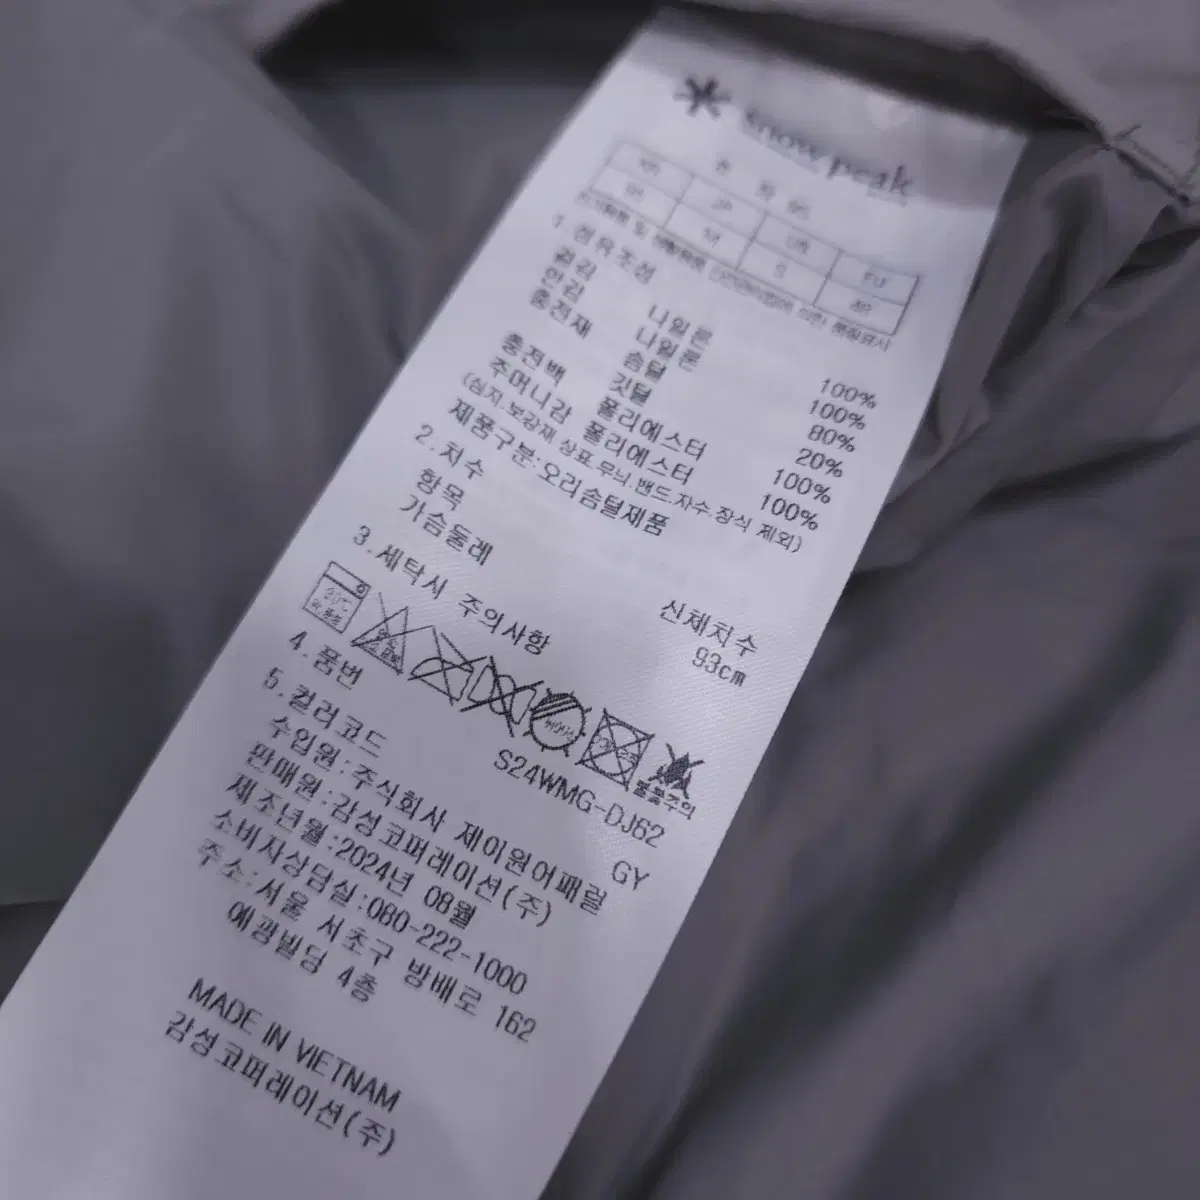 snow peak
JP
US
EU
M
S
1. 섬유조성
겉감 나일론 100%
안감 나일론 100%
충전재 솜털 80%
깃털 20%
충전백 폴리에스터 100%
주머니감 폴리에스터 100%
(심지.보강재 상표.무늬.밴드.자수.장식 제외)
제품구분:오리솜털제품
2.치수
항목 신체치수
가슴둘레 93cm
3.세탁시 주의사항
불꽃주의
4.품번 S24WMG-DJ62
5.컬러코드 GY
수입원:주식회사 제이원어패럴
판매원:감성코퍼레이션(주)
제조년월:2024년 08월
소비자상담실:080-222-1000
주소:서울 서초구 방배로 162
에핌빌딩 4층
MADE IN VIETNAM
감성코퍼레이션(주)